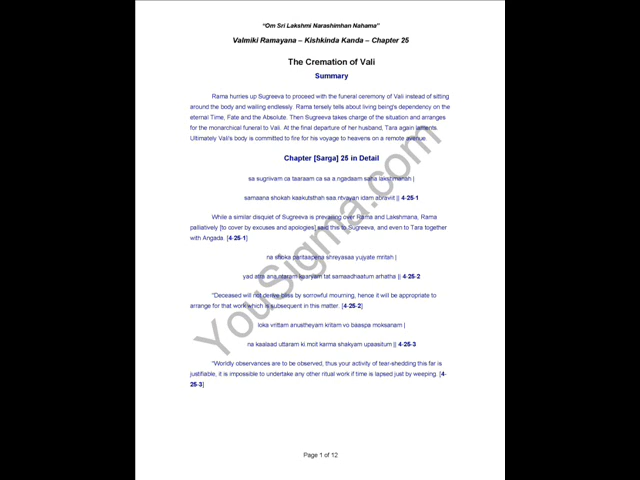 "Om Sri Lakshmi Narashimhan Nahama"
Valmiki Ramayana – Kishkinda Kanda – Chapter 25
The Cremation of Vali
Summary
Rama hurries up Sugreeva to proceed with the funeral ceremony of Vali instead of sitting
around the body and wailing endlessly. Rama tersely tells about living being's dependency on the
eternal Time, Fate and the Absolute. Then Sugreeva takes charge of the situation and arranges
for the monarchical funeral to Vali. At the final departure of her husband, Tara again laments.
Ultimately Vali's body is committed to fire for his voyage to heavens on a remote avenue.
Chapter [Sarga] 25 in Detail
sa sugriivam ca taaraam ca sa a ngadaam saha lakshmanah |
samaana shokah kaakutsthah saa ntvayan idam abraviit || 4-25-1
While a similar disquiet of Sugreeva is prevailing over Rama and Lakshmana, Rama
palliatively [to cover by excuses and apologies] said this to Sugreeva, and even to Tara together
with Angada. [4-25-1]
na shoka paritaapena shreyasaa yujyate mritah |
yad atra ana ntaram kaaryam tat samaadhaatum arhatha || 4-25-2
"Deceased will not derive bliss by sorrowful mourning, hence it will be appropriate to
arrange for that work which is subsequent in this matter. [4-25-2]
loka vrittam anustheyam kritam vo baaspa moksanam |
na kaalaad uttaram ki mcit karma shakyam upaasitum || 4-25-3
"Worldly observances are to be observed, thus your activity of tear-shedding this far is
justifiable, it is impossible to undertake any other ritual work if time is lapsed just by weeping. [4-
25-3]
Page 1 of 12
YouSigma.com